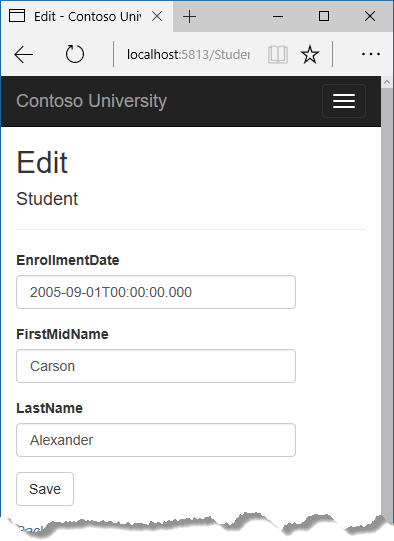 Edit - Contoso Univ
localhost:5813/Studen
Contoso University
Edit
Student
EnrollmentDate
2005-09-01T00:00:00.000
FirstMidName
Carson
LastName
Alexander
Save
Back